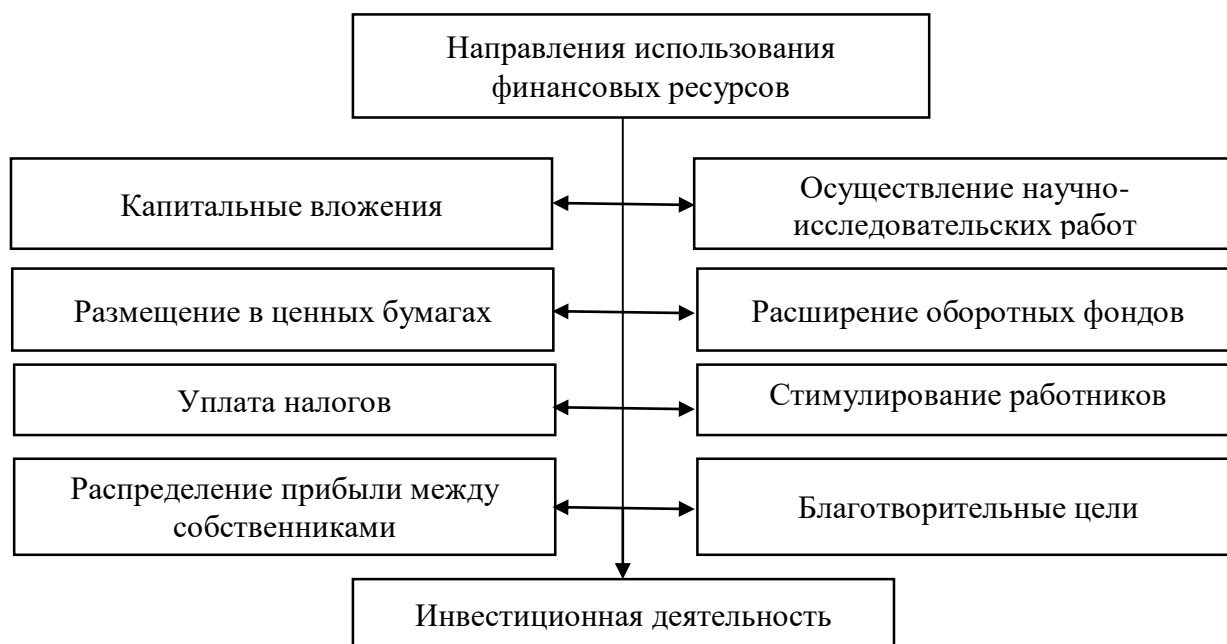 Направления использования
финансовых ресурсов
Капитальные вложения
Осуществление научно-
исследовательских работ
Размещение в ценных бумагах
Расширение оборотных фондов
Уплата налогов
Стимулирование работников
Распределение прибыли между
собственниками
Благотворительные цели
Инвестиционная деятельность